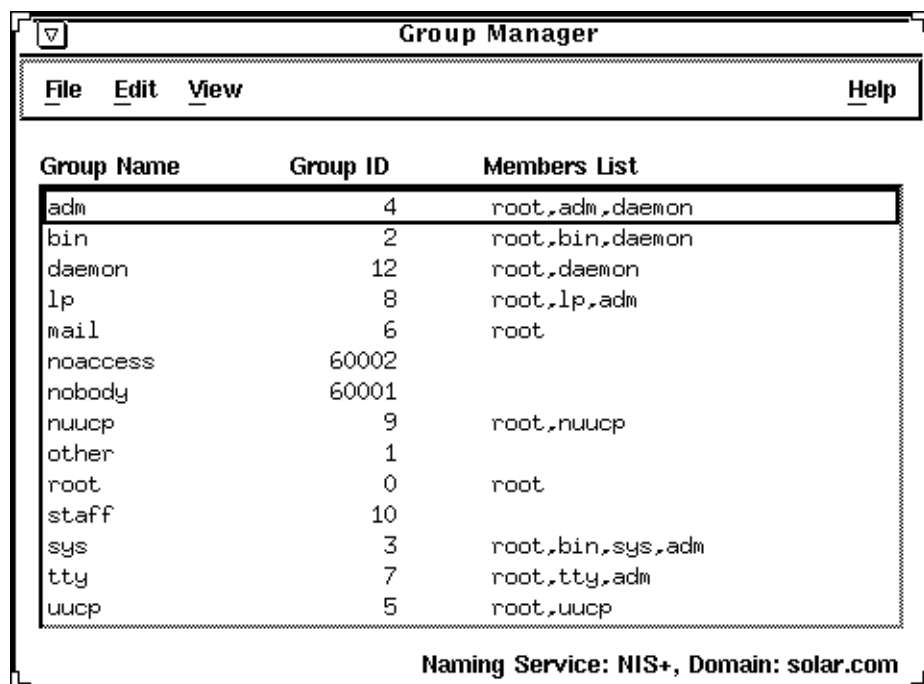 Group Manager
File Edit View Help
Group Name Group ID Members List
adm 4 root,adm,daemon
bin 2 root,bin,daemon
daemon 12 root,daemon
lp 8 root,lp,adm
mail 6 root
noaccess 60002
nobody 60001
nuucp 9 root,nuucp
other 1
root 0 root
staff 10
sys 3 root,bin,sys,adm
tty 7 root,tty,adm
uucp 5 root,uucp
Naming Service: NIS+, Domain: solar.com